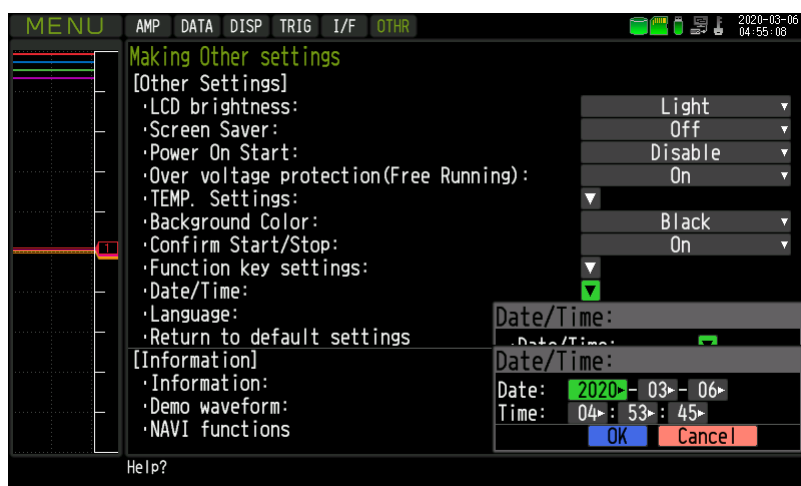 MENU AMP DATA DISP TRIG I/F OTHR 2020-03-06
04:55:08
Making Other settings
[Other Settings]
・LCD brightness: Light
・Screen Saver: Off
・Power On Start: Disable
・Over voltage protection(Free Running): On
・TEMP. Settings:
・Background Color: Black
・Confirm Start/Stop: On
・Function key settings:
・Date/Time:
・Language:
・Return to default settings
[Information]
・Information:
・Demo waveform:
・NAVI functions
Date/Time:
・Date/Time:
Date/Time:
Date: 2020 - 03 - 06
Time: 04 : 53 : 45
OK Cancel
1
Help?